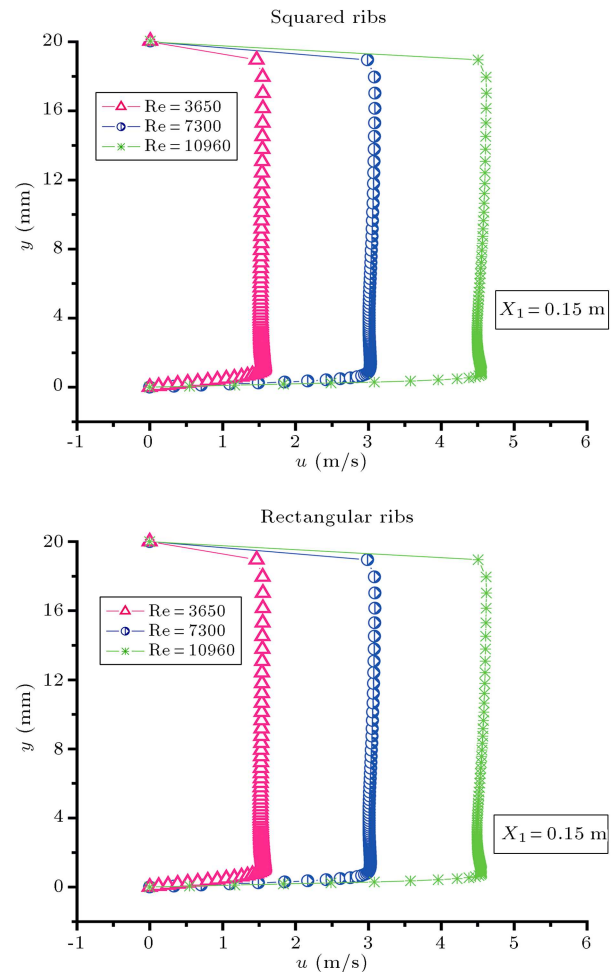 Squared ribs
20
16
12
8
4
0
y (mm)
Re = 3650
Re = 7300
Re = 10960
X₁ = 0.15 m
-1 0 1 2 3 4 5 6
u (m/s)
Rectangular ribs
20
16
12
8
4
0
y (mm)
Re = 3650
Re = 7300
Re = 10960
X₁ = 0.15 m
-1 0 1 2 3 4 5 6
u (m/s)